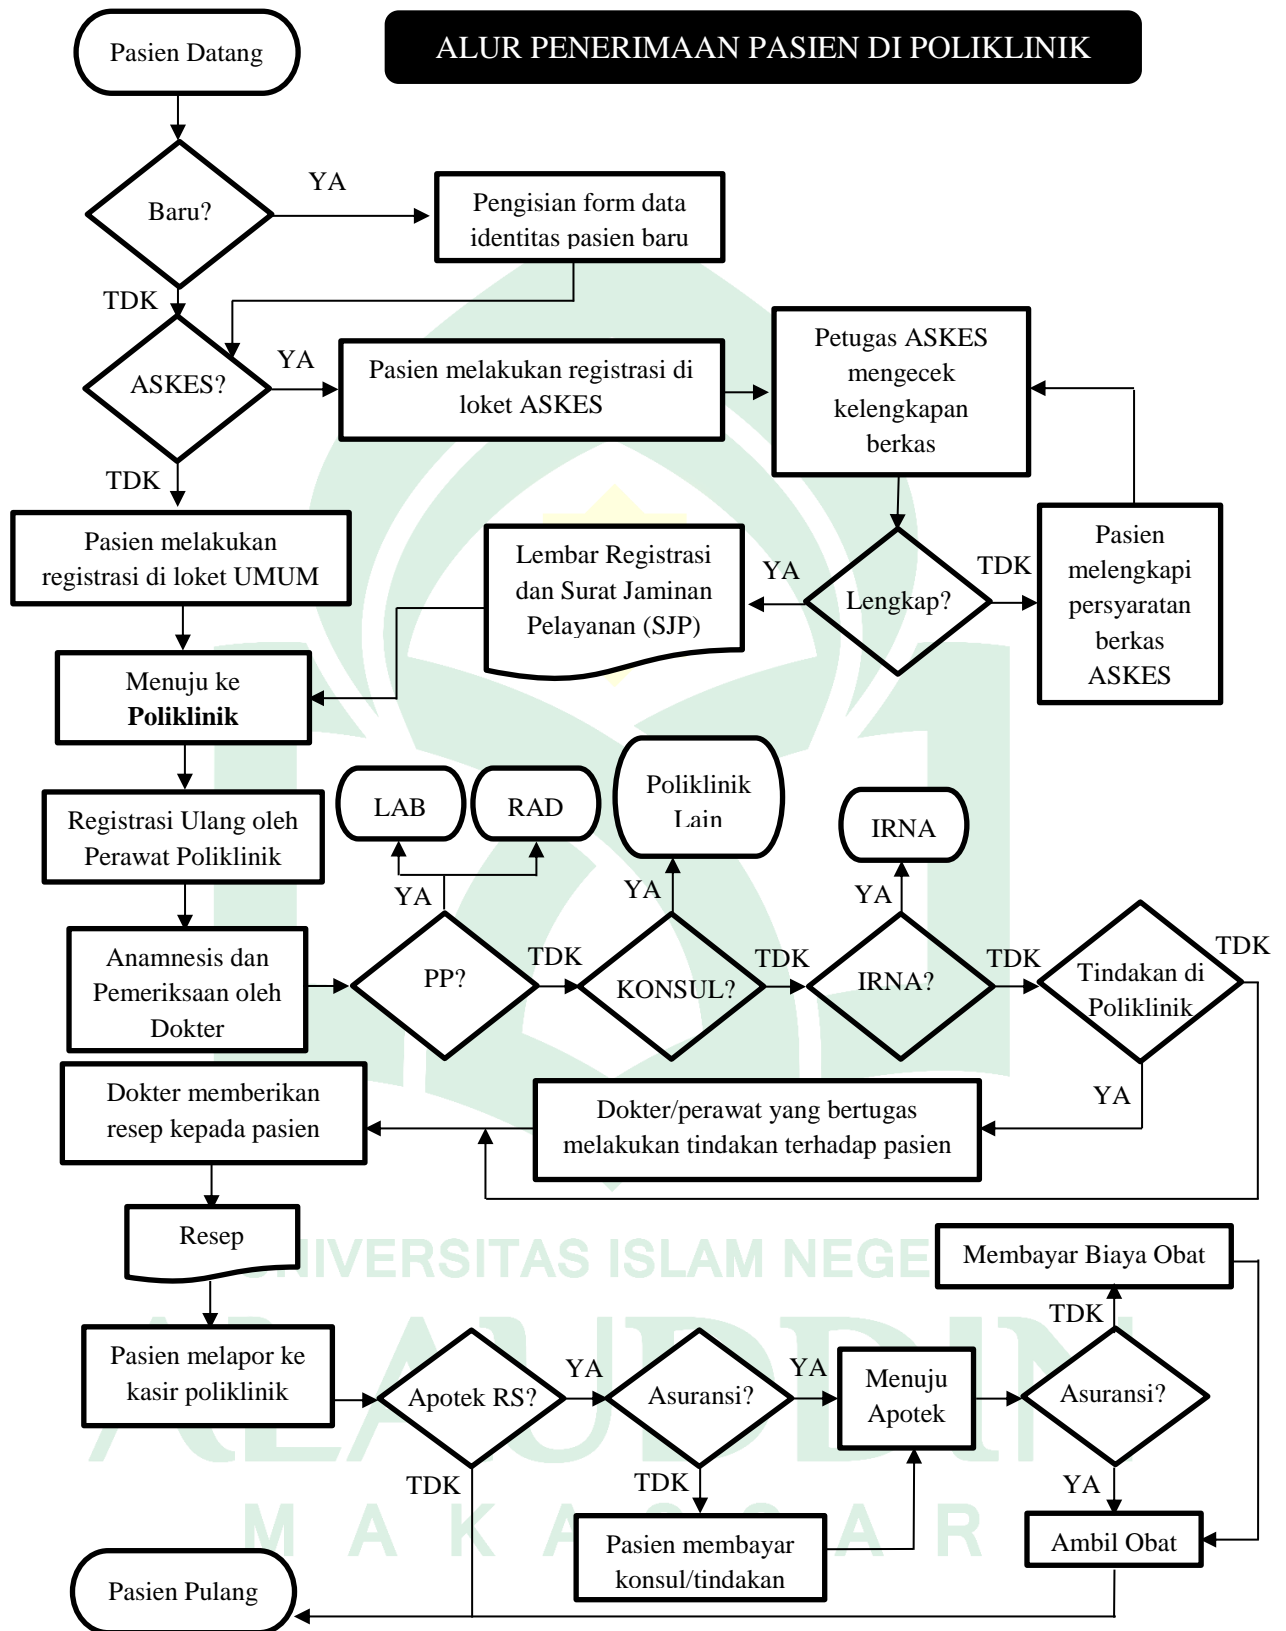 Pasien Datang
ALUR PENERIMAAN PASIEN DI POLIKLINIK
Baru?
YA
Pengisian form data
identitas pasien baru
TDK
ASKES?
YA
Pasien melakukan registrasi di
loket ASKES
Petugas ASKES
mengecek
kelengkapan
berkas
TDK
Pasien melakukan
registrasi di loket UMUM
Lembar Registrasi
dan Surat Jaminan
Pelayanan (SJP)
YA
Lengkap?
TDK
Pasien
melengkapi
persyaratan
berkas
ASKES
Menuju ke
Poliklinik
Registrasi Ulang oleh
Perawat Poliklinik
LAB
RAD
Poliklinik
Lain
IRNA
YA
YA
YA
Anamnesis dan
Pemeriksaan oleh
Dokter
PP?
TDK
KONSUL?
TDK
IRNA?
TDK
Tindakan di
Poliklinik
TDK
YA
Dokter memberikan
resep kepada pasien
Dokter/perawat yang bertugas
melakukan tindakan terhadap pasien
Resep
Membayar Biaya Obat
TDK
Pasien melapor ke
kasir poliklinik
Apotek RS?
YA
Asuransi?
YA
Menuju
Apotek
Asuransi?
TDK
TDK
YA
Pasien membayar
konsul/tindakan
Ambil Obat
Pasien Pulang
UNIVERSITAS ISLAM NEGE
ALAUDDIN
MAKASSAR